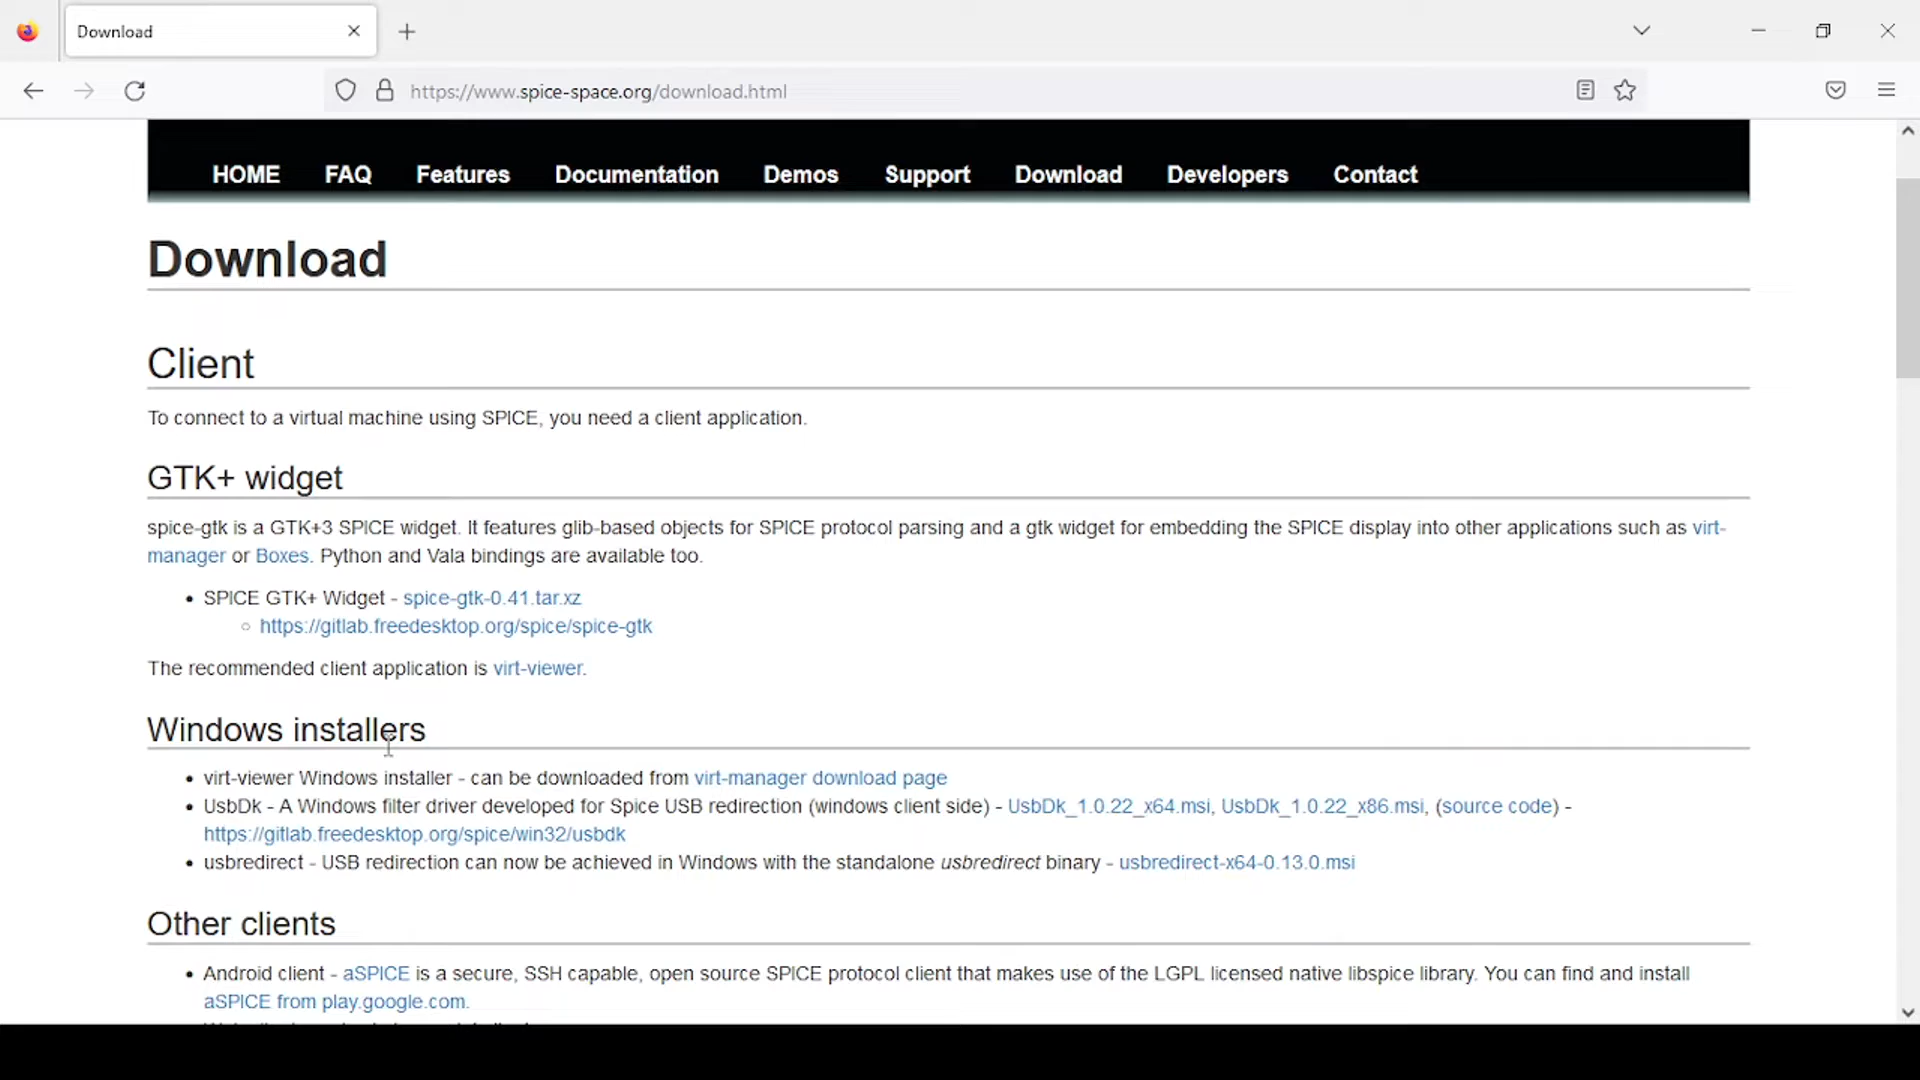 Download
https://www.spice-space.org/download.html
HOME FAQ Features Documentation Demos Support Download Developers Contact
Download
Client
To connect to a virtual machine using SPICE, you need a client application.
GTK+ widget
spice-gtk is a GTK+3 SPICE widget. It features glib-based objects for SPICE protocol parsing and a gtk widget for embedding the SPICE display into other applications such as virt-
manager or Boxes. Python and Vala bindings are available too.
SPICE GTK+ Widget - spice-gtk-0.41.tar.xz
https://gitlab.freedesktop.org/spice/spice-gtk
The recommended client application is virt-viewer.
Windows installers
virt-viewer Windows installer - can be downloaded from virt-manager download page
UsbDk - A Windows filter driver developed for Spice USB redirection (windows client side) - UsbDk_1.0.22_x64.msi, UsbDk_1.0.22_x86.msi, (source code) -
https://gitlab.freedesktop.org/spice/win32/usbdk
usbredirect - USB redirection can now be achieved in Windows with the standalone usbredirect binary - usbredirect-x64-0.13.0.msi
Other clients
Android client - aSPICE is a secure, SSH capable, open source SPICE protocol client that makes use of the LGPL licensed native libspice library. You can find and install
aSPICE from play.google.com.